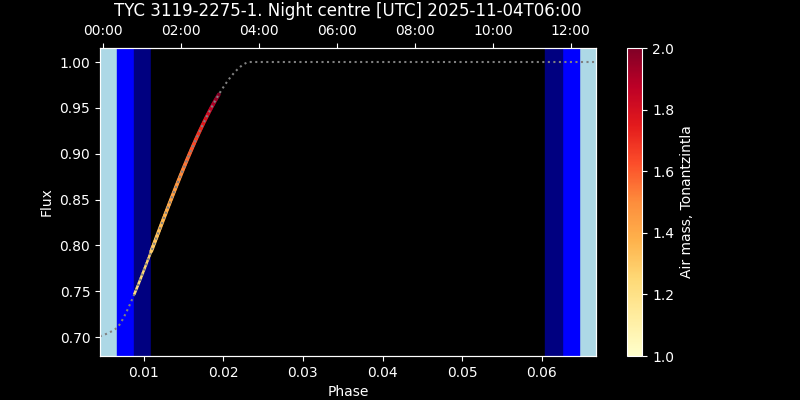 TYC 3119-2275-1. Night centre [UTC] 2025-11-04T06:00
00:00 02:00 04:00 06:00 08:00 10:00 12:00
1.00
0.95
0.90
0.85
0.80
0.75
0.70
Flux
0.01 0.02 0.03 0.04 0.05 0.06
Phase
2.0
1.8
1.6
1.4
1.2
1.0
Air mass, Tonantzintla